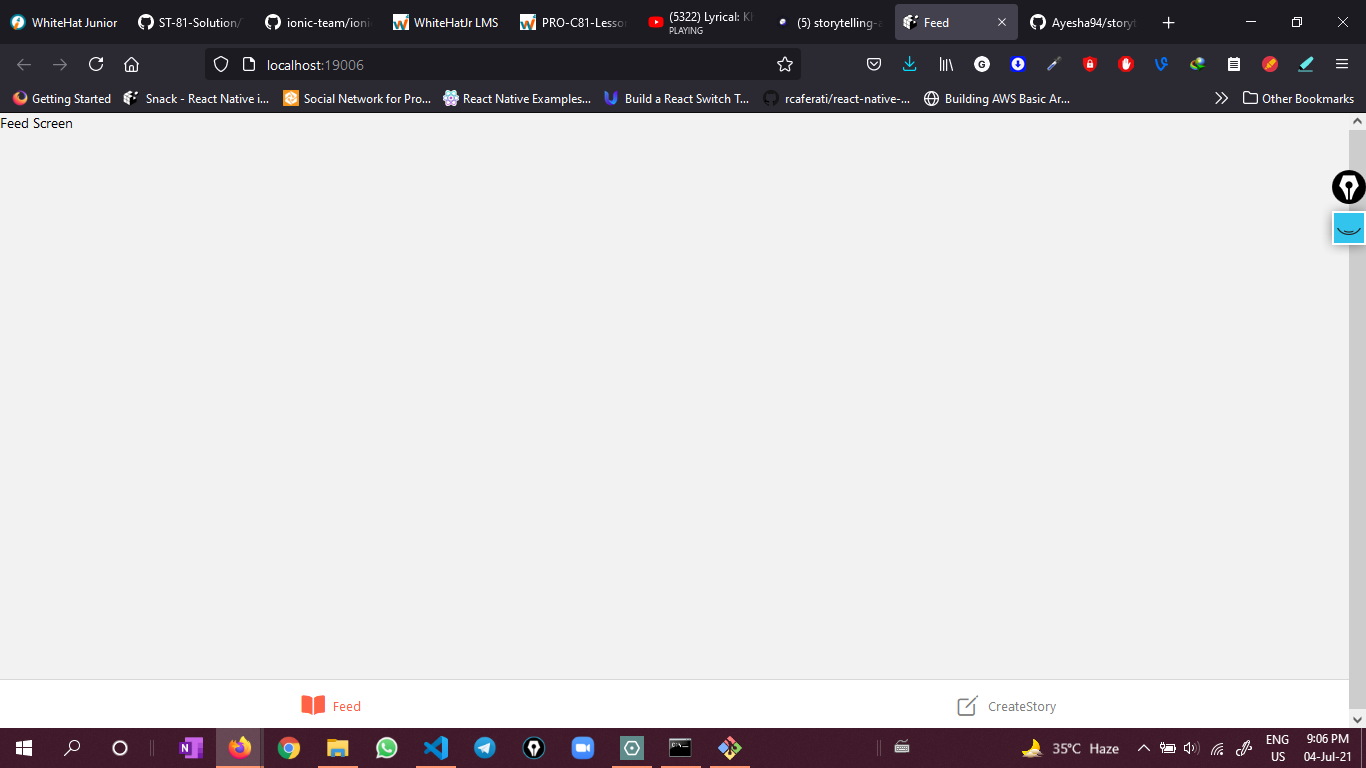 WhiteHat Junior
ST-81-Solution/
ionic-team/ioni
WhiteHatJr LMS
PRO-C81-Lesso
(5322) Lyrical: K
PLAYING
(5) storytelling-a
Feed
Ayesha94/story
localhost:19006
Getting Started
Snack - React Native i...
Social Network for Pro...
React Native Examples...
Build a React Switch T...
rcaferati/react-native-...
Building AWS Basic Ar...
Other Bookmarks
Feed Screen
Feed
CreateStory
35°C Haze
ENG
US
9:06 PM
04-Jul-21